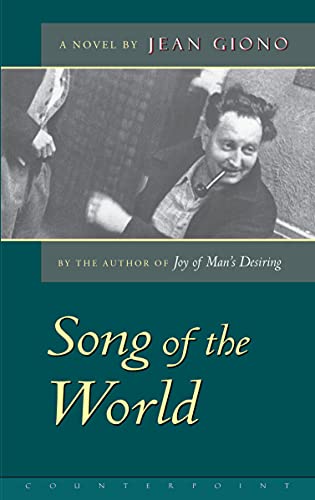 A NOVEL BY JEAN GIONO
BY THE AUTHOR OF Joy of Man's Desiring
Song of the
World
COUNTERPOINT